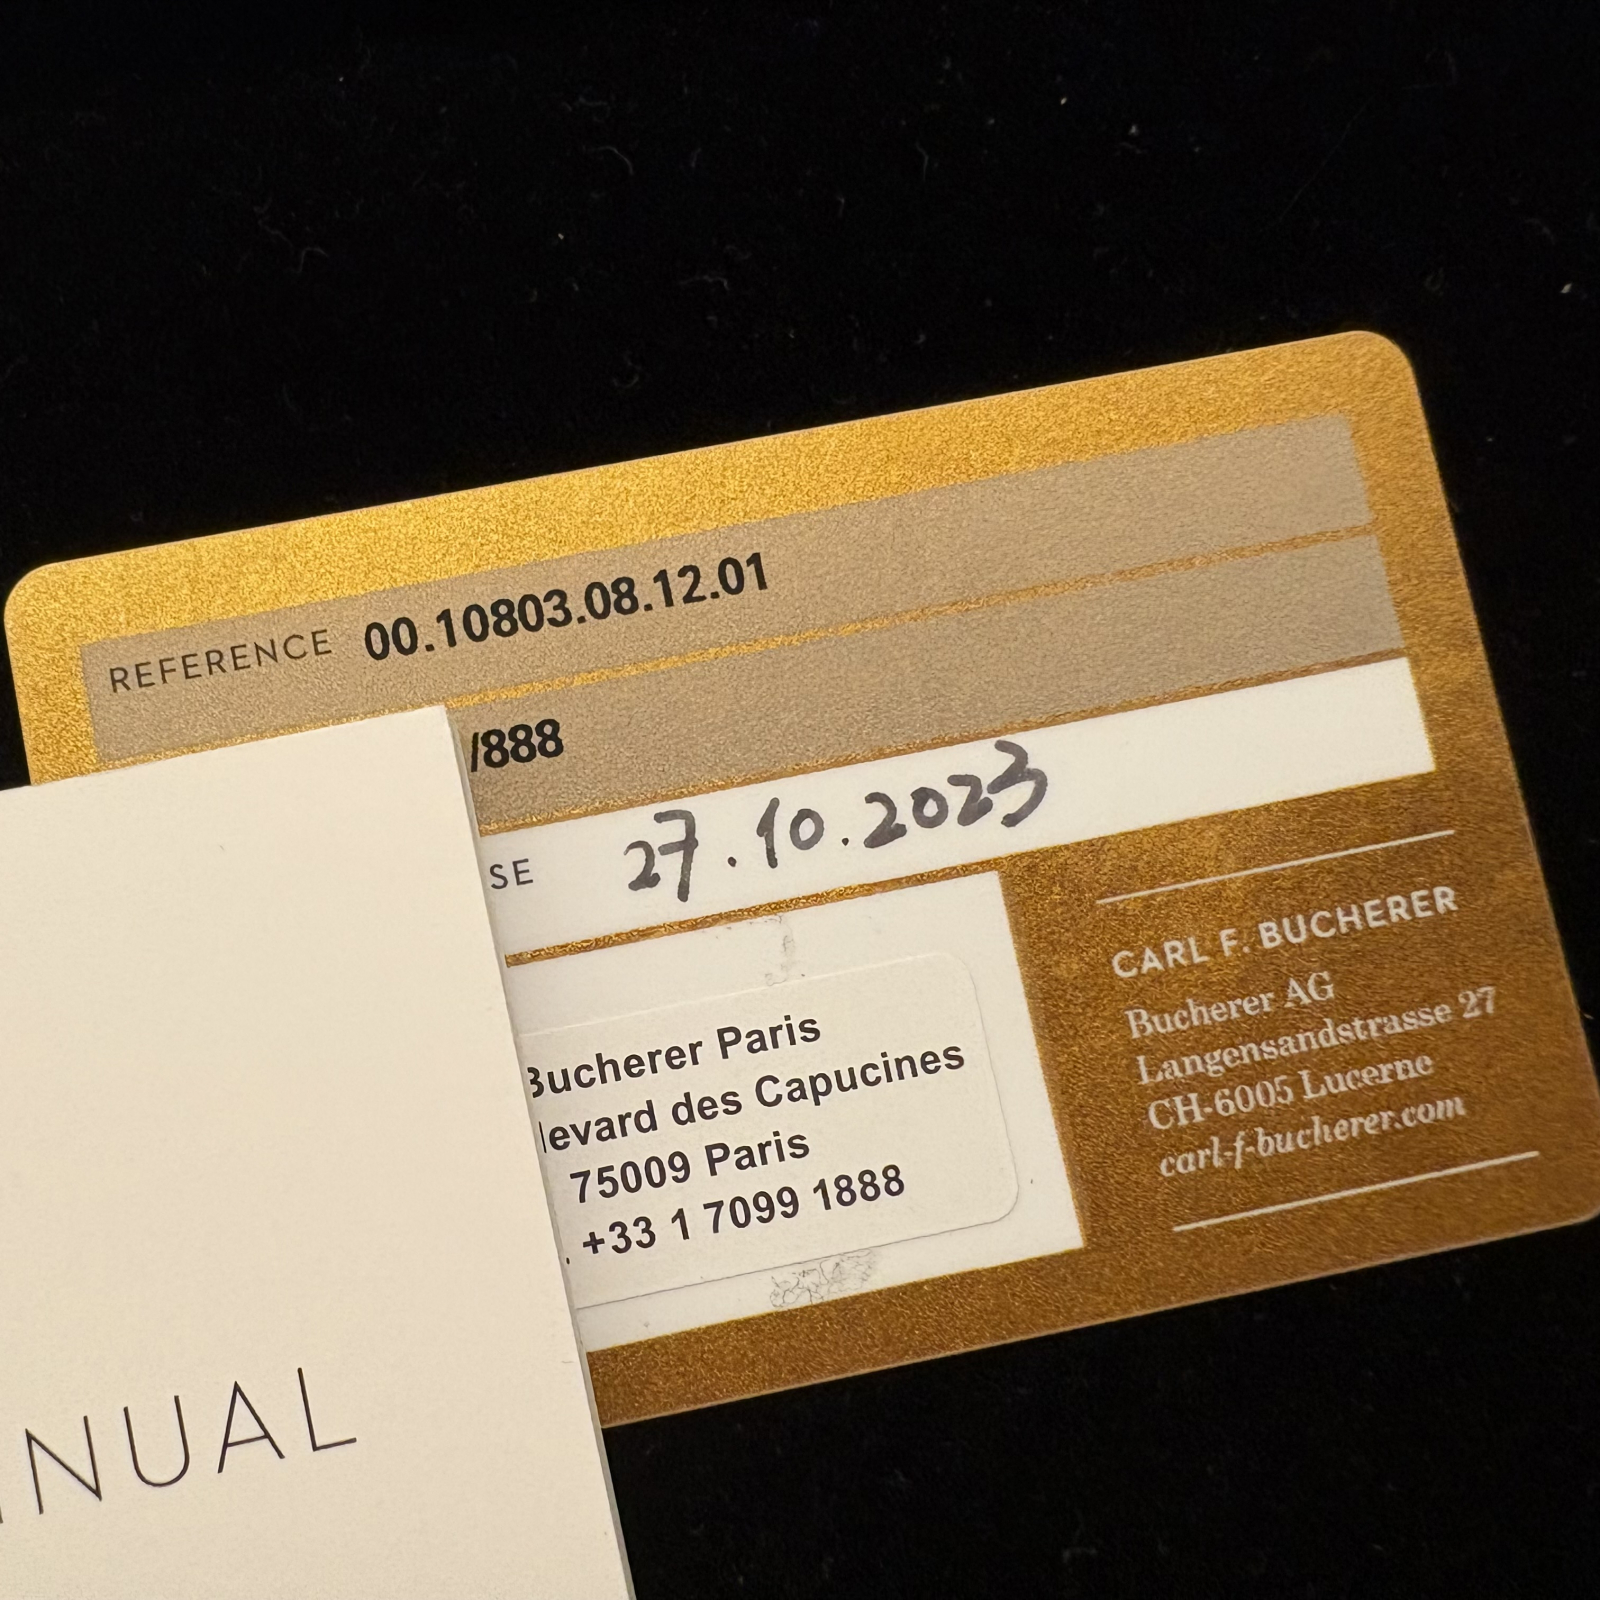 REFERENCE 00.10803.08.12.01
/888
SE 27.10.2023
Bucherer Paris
levard des Capucines
75009 Paris
. +33 1 7099 1888
CARL F. BUCHERER
Bucherer AG
Langensandstrasse 27
CH-6005 Lucerne
carl-f-bucherer.com
NUAL